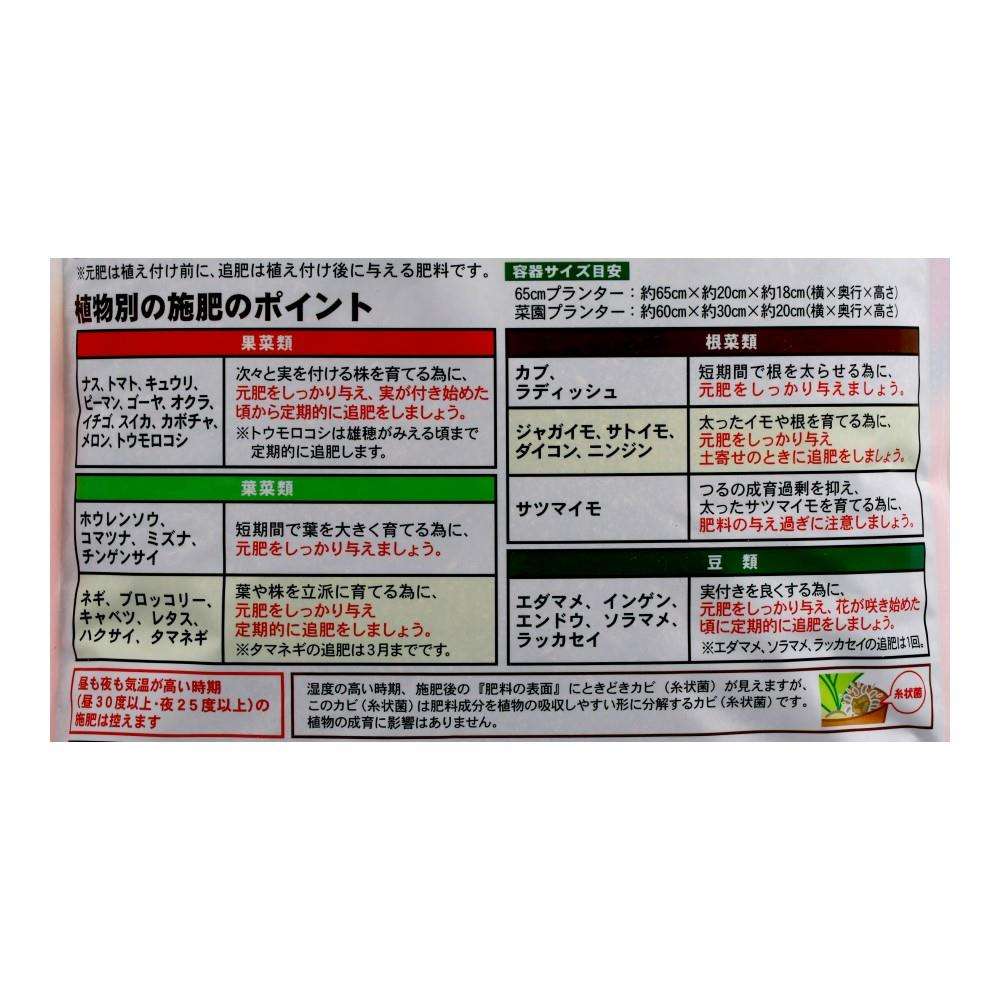 ※元肥は植え付け前に、追肥は植え付け後に与える肥料です。
植物別の施肥のポイント
果菜類
ナス、トマト、キュウリ、
ピーマン、ゴーヤ、オクラ、
イチゴ、スイカ、カボチャ、
メロン、トウモロコシ
次々と実を付ける株を育てる為に、
元肥をしっかり与え、実が付き始めた
頃から定期的に追肥をしましょう。
※トウモロコシは雄穂がみえる頃まで
定期的に追肥します。
葉菜類
ホウレンソウ、
コマツナ、ミズナ、
チンゲンサイ
短期間で葉を大きく育てる為に、
元肥をしっかり与えましょう。
ネギ、ブロッコリー、
キャベツ、レタス、
ハクサイ、タマネギ
葉や株を立派に育てる為に、
元肥をしっかり与え
定期的に追肥をしましょう。
※タマネギの追肥は3月までです。
容器サイズ目安
65cmプランター：約65cm×約20cm×約18cm(横×奥行×高さ)
菜園プランター：約60cm×約30cm×約20cm(横×奥行×高さ)
根菜類
カブ、
ラディッシュ
短期間で根を太らせる為に、
元肥をしっかり与えましょう。
ジャガイモ、サトイモ、
ダイコン、ニンジン
太ったイモや根を育てる為に、
元肥をしっかり与え
土寄せのときに追肥をしましょう。
サツマイモ
つるの成育過剰を抑え、
太ったサツマイモを育てる為に、
肥料の与え過ぎに注意しましょう。
豆類
エダマメ、インゲン、
エンドウ、ソラマメ、
ラッカセイ
実付きを良くする為に、
元肥をしっかり与え、花が咲き始めた
頃に定期的に追肥をしましょう。
※エダマメ、ソラマメ、ラッカセイの追肥は1回。
昼も夜も気温が高い時期
(昼30度以上・夜25度以上)の
施肥は控えます
湿度の高い時期、施肥後の『肥料の表面』にときどきカビ（糸状菌）が見えますが、
このカビ（糸状菌）は肥料成分を植物の吸収しやすい形に分解するカビ（糸状菌）です。
植物の成育に影響はありません。
糸状菌